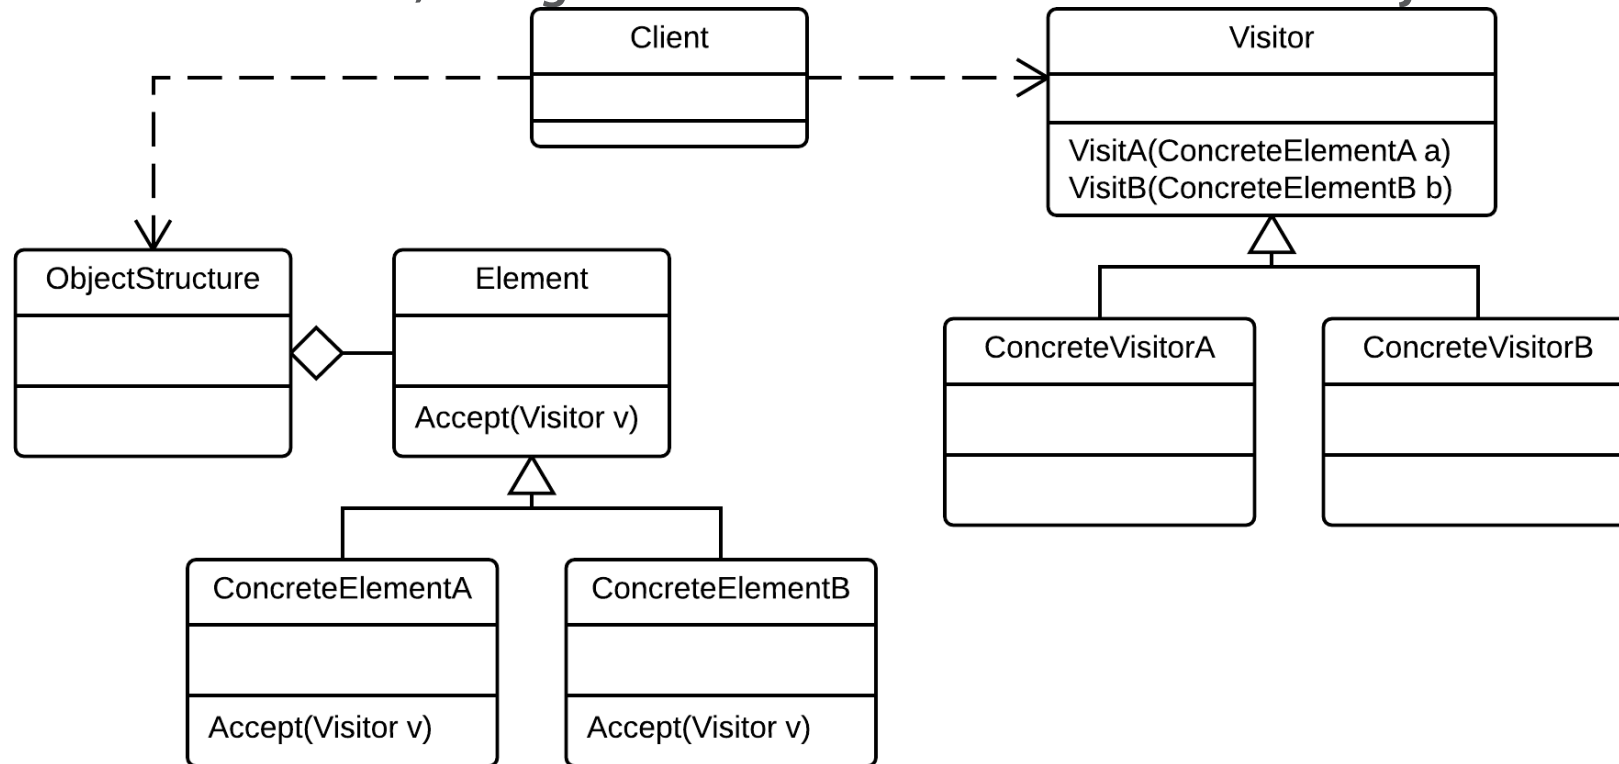 Client
Visitor
VisitA(ConcreteElementA a)
VisitB(ConcreteElementB b)
ObjectStructure
Element
Accept(Visitor v)
ConcreteVisitorA
ConcreteVisitorB
ConcreteElementA
ConcreteElementB
Accept(Visitor v)
Accept(Visitor v)